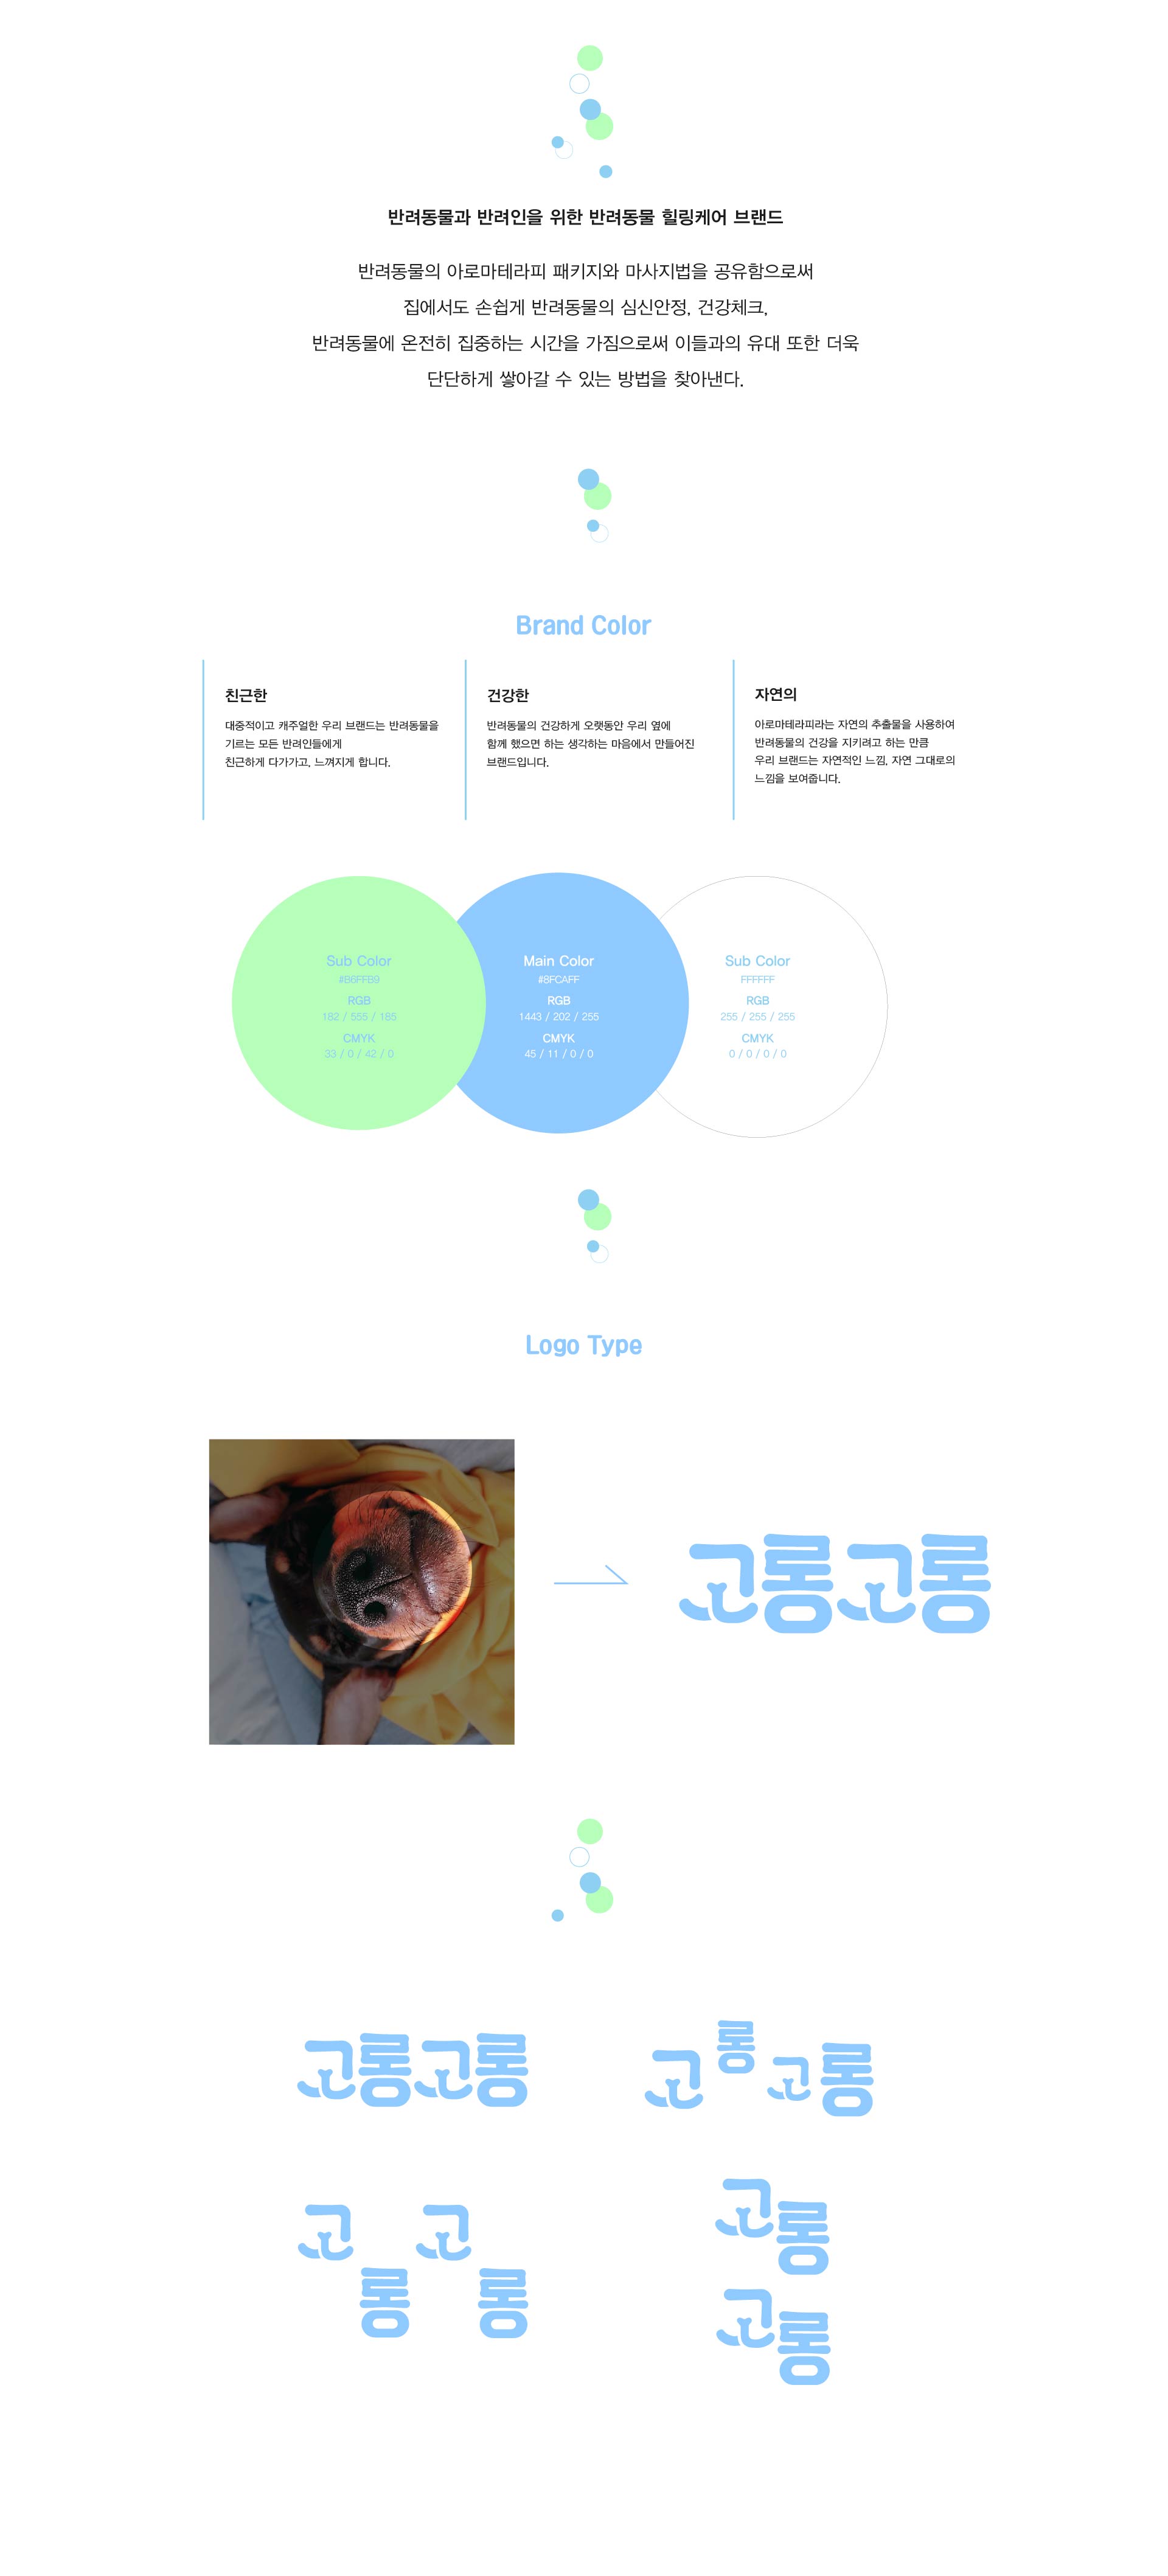 반려동물과 반려인을 위한 반려동물 힐링케어 브랜드
반려동물의 아로마테라피 패키지와 마사지법을 공유함으로써
집에서도 손쉽게 반려동물의 심신안정, 건강체크,
반려동물에 온전히 집중하는 시간을 가짐으로써 이들과의 유대 또한 더욱
단단하게 쌓아갈 수 있는 방법을 찾아낸다.
Brand Color
친근한
대중적이고 캐주얼한 우리 브랜드는 반려동물을
기르는 모든 반려인들에게
친근하게 다가가고, 느껴지게 합니다.
건강한
반려동물의 건강하게 오랫동안 우리 옆에
함께 했으면 하는 생각하는 마음에서 만들어진
브랜드입니다.
자연의
아로마테라피라는 자연의 추출물을 사용하여
반려동물의 건강을 지키려고 하는 만큼
우리 브랜드는 자연적인 느낌, 자연 그대로의
느낌을 보여줍니다.
Sub Color
#B6FFB9
RGB
182 / 555 / 185
CMYK
33 / 0 / 42 / 0
Main Color
#8FCAFF
RGB
1443 / 202 / 255
CMYK
45 / 11 / 0 / 0
Sub Color
FFFFFF
RGB
255 / 255 / 255
CMYK
0 / 0 / 0 / 0
Logo Type
고롱고롱
고롱고롱
고롱고롱
고롱고롱
고롱
고롱